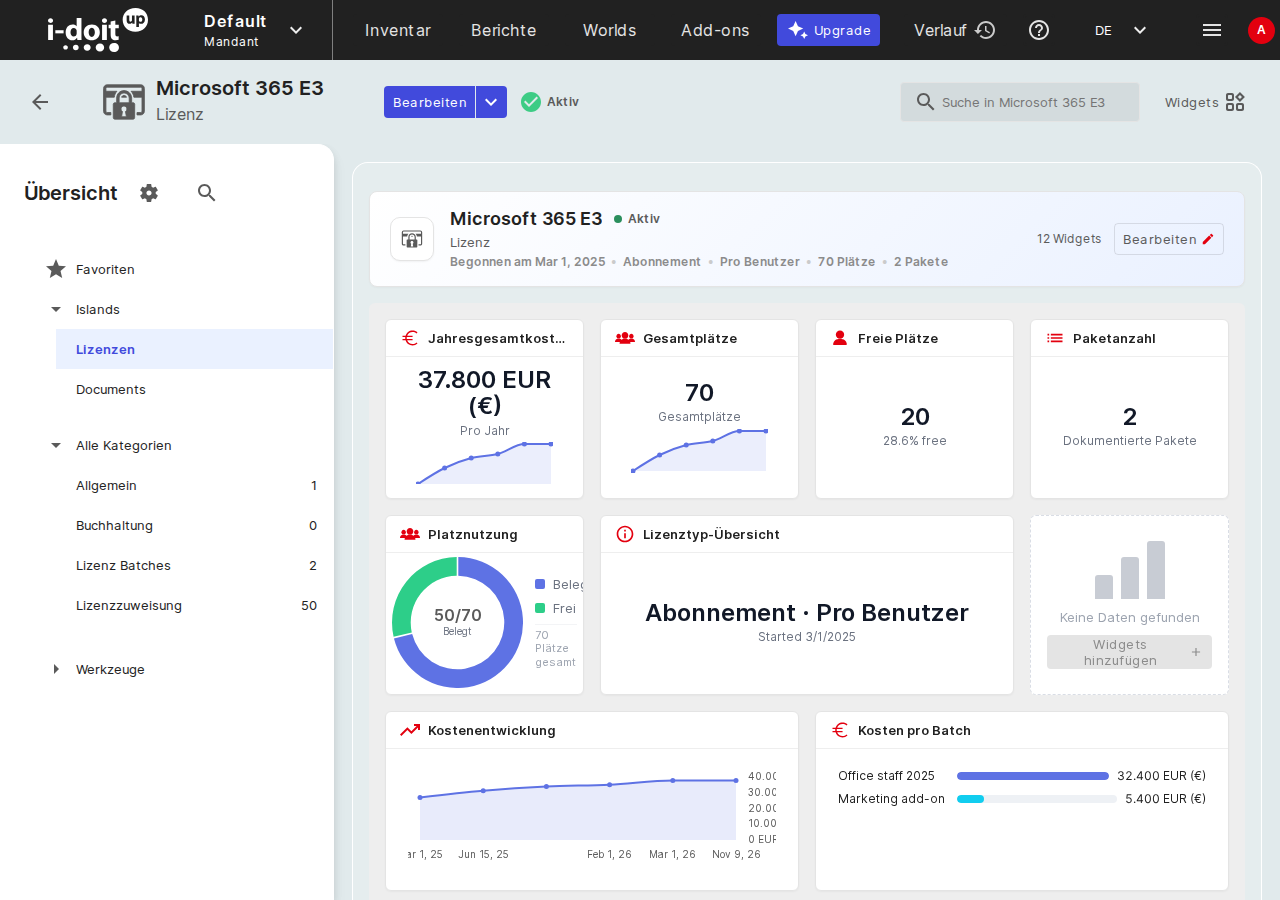 i-doit up
Default
Mandant
Inventar
Berichte
Worlds
Add-ons
Upgrade
Verlauf
DE
A
Microsoft 365 E3
Lizenz
Bearbeiten
Aktiv
Suche in Microsoft 365 E3
Widgets
Übersicht
Favoriten
Islands
Lizenzen
Documents
Alle Kategorien
Allgemein 1
Buchhaltung 0
Lizenz Batches 2
Lizenzzuweisung 50
Werkzeuge
Microsoft 365 E3 Aktiv
Lizenz
Begonnen am Mar 1, 2025 • Abonnement • Pro Benutzer • 70 Plätze • 2 Pakete
12 Widgets
Bearbeiten
Jahresgesamtkost...
37.800 EUR
(€)
Pro Jahr
Gesamtplätze
70
Gesamtplätze
Freie Plätze
20
28.6% free
Paketanzahl
2
Dokumentierte Pakete
Platznutzung
50/70
Belegt
Beleg
Frei
70
Plätze
gesamt
Lizenztyp-Übersicht
Abonnement · Pro Benutzer
Started 3/1/2025
Keine Daten gefunden
Widgets
hinzufügen +
Kostenentwicklung
40.00
30.00
20.00
10.00
0 EUR
ar 1, 25 Jun 15, 25 Feb 1, 26 Mar 1, 26 Nov 9, 26
Kosten pro Batch
Office staff 2025 32.400 EUR (€)
Marketing add-on 5.400 EUR (€)